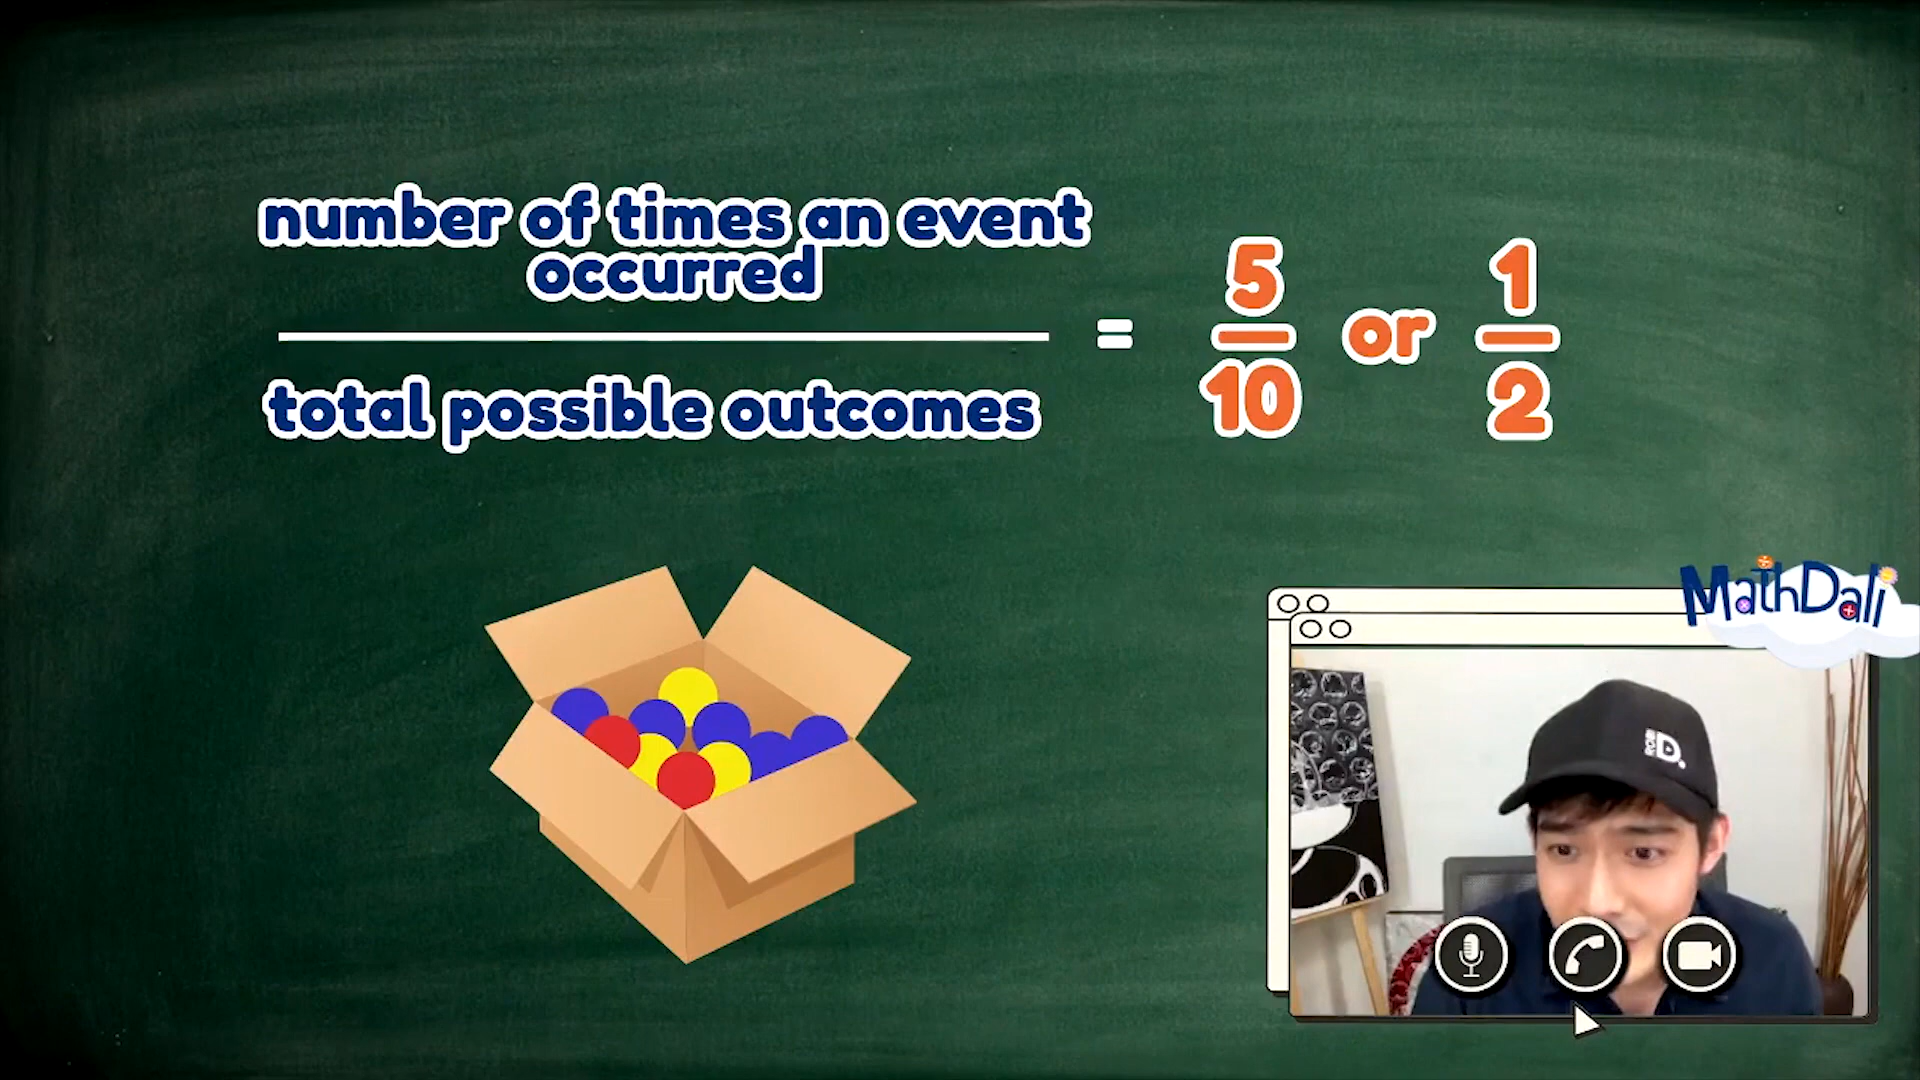 number of times an event
occurred
total possible outcomes
=
5
10
or
1
2
MathDali
D.